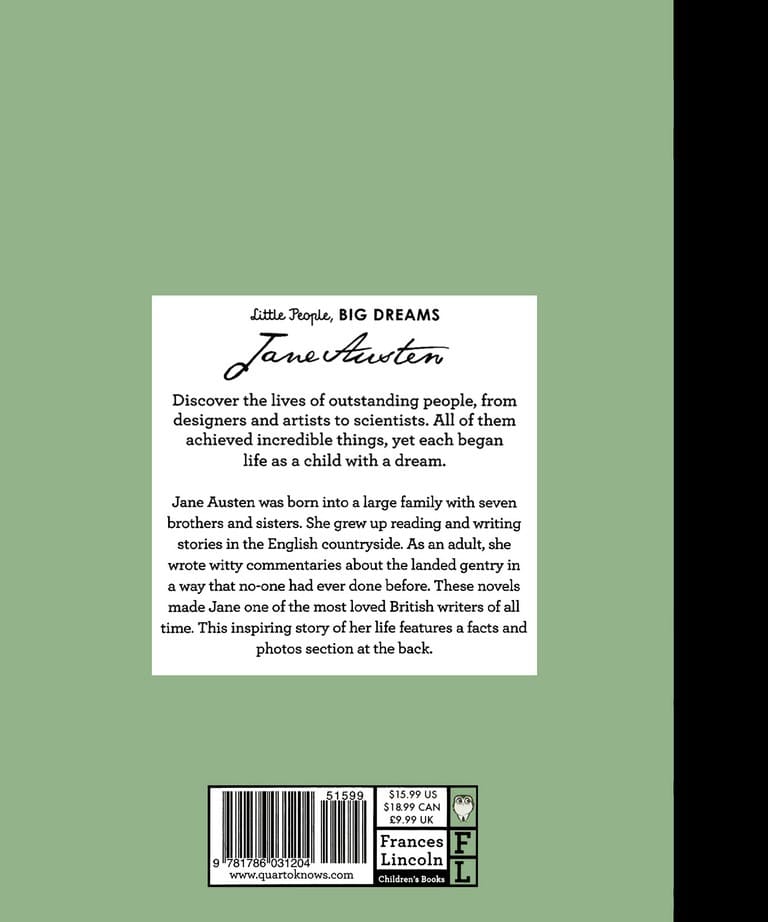 Little People, BIG DREAMS
Jane Austen
Discover the lives of outstanding people, from
designers and artists to scientists. All of them
achieved incredible things, yet each began
life as a child with a dream.
Jane Austen was born into a large family with seven
brothers and sisters. She grew up reading and writing
stories in the English countryside. As an adult, she
wrote witty commentaries about the landed gentry in
a way that no-one had ever done before. These novels
made Jane one of the most loved British writers of all
time. This inspiring story of her life features a facts and
photos section at the back.
51599
9 781786 031204
www.quartoknows.com
$15.99 US
$18.99 CAN
£9.99 UK
Frances
Lincoln
Children's Books
F
L